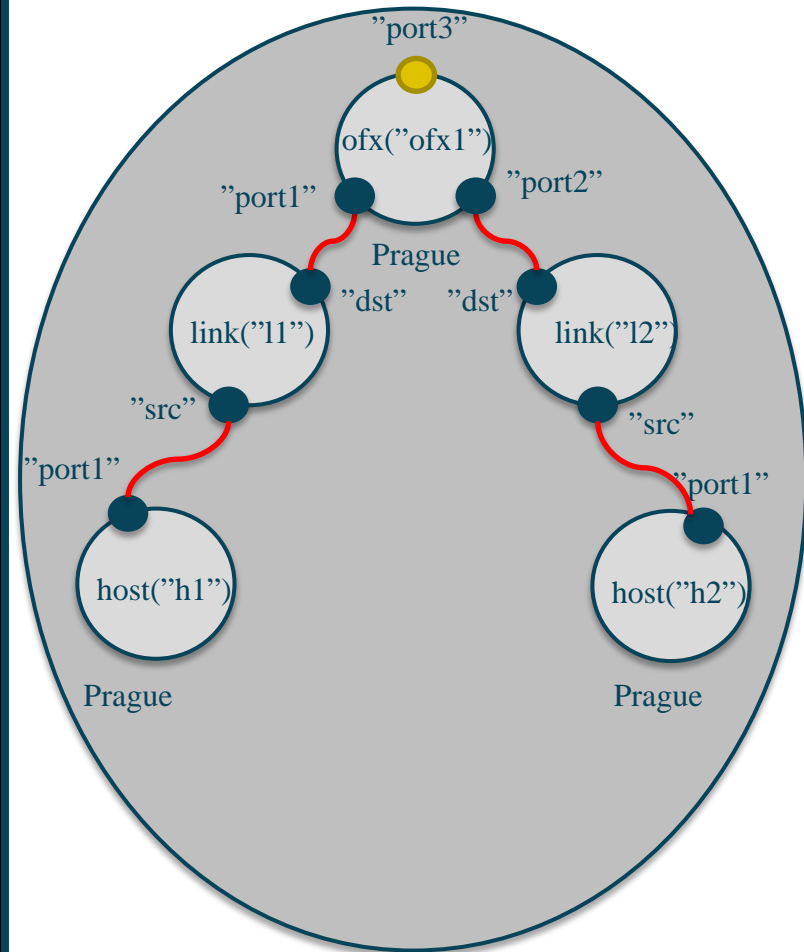 ”port3”
ofx(”ofx1”)
”port1”
”port2”
Prague
”dst”
”dst”
link(”l1”)
link(”l2”)
”src”
”src”
”port1”
”port1”
host(”h1”)
host(”h2”)
Prague
Prague